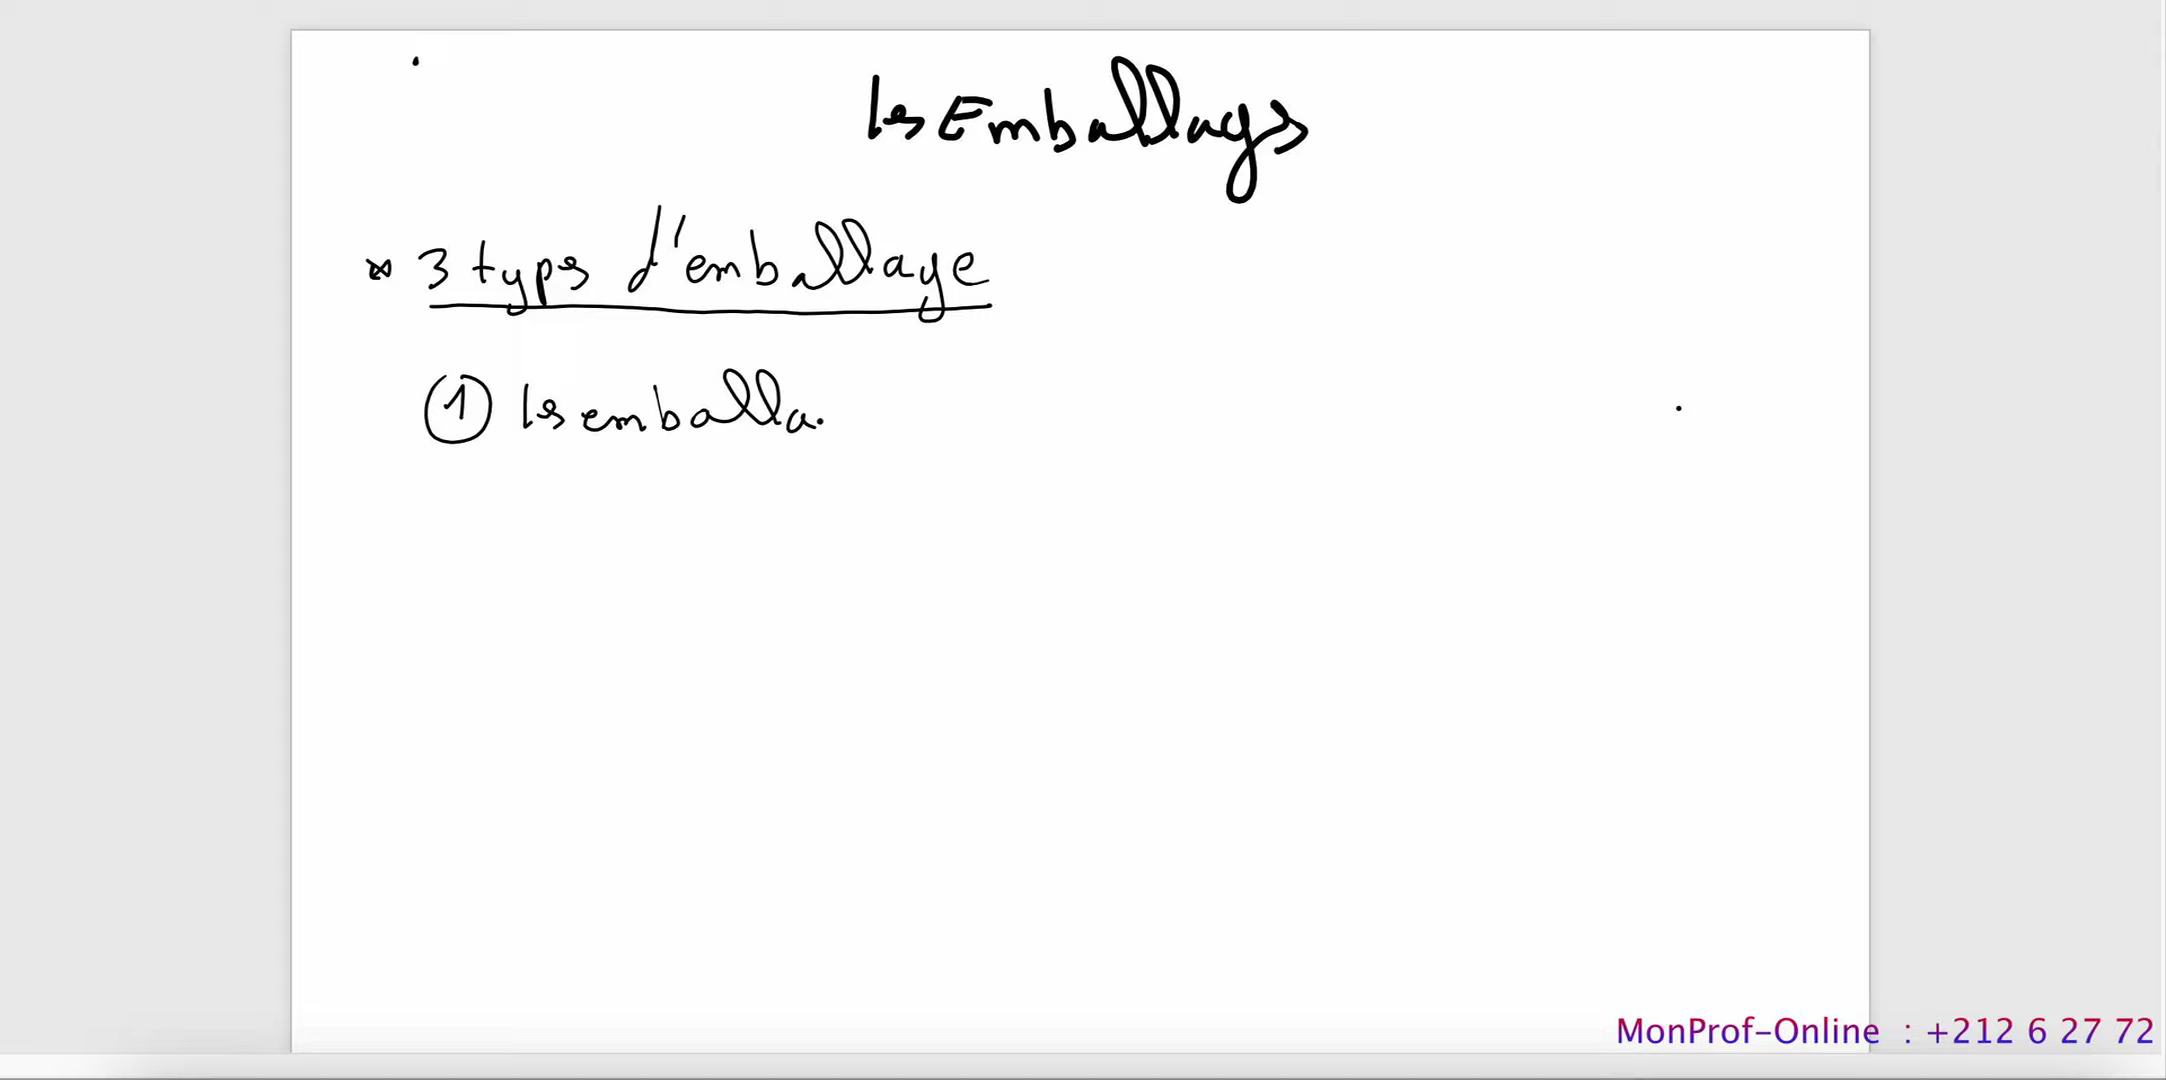 les Emballages
* 3 types d'emballage
① les emballa
MonProf-Online : +212 6 27 72